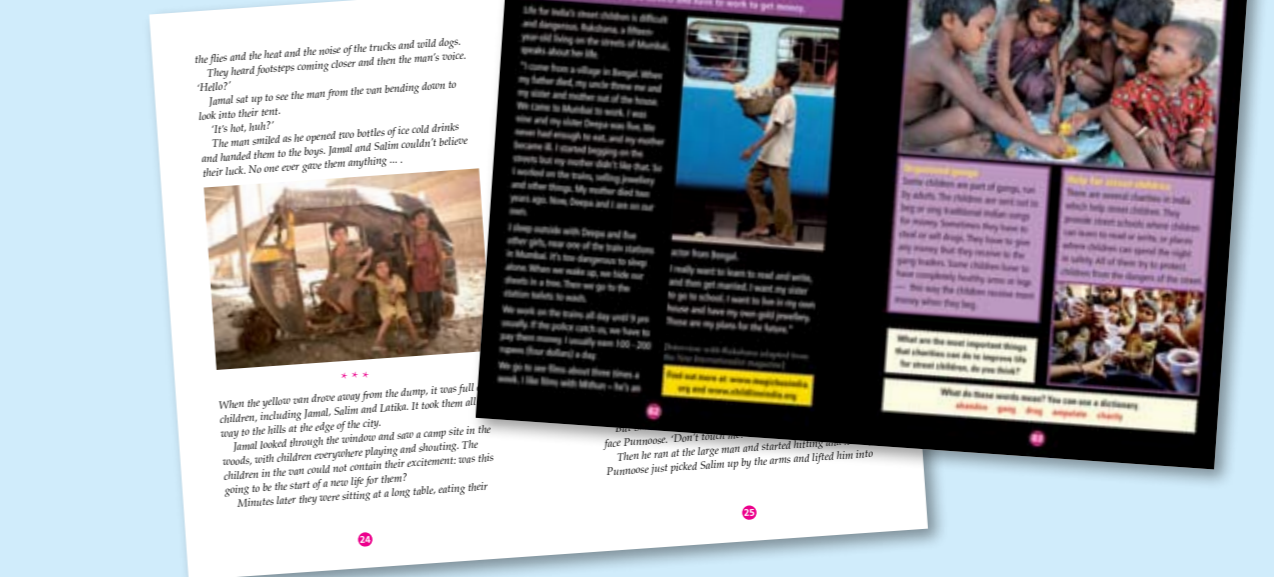 the flies and the heat and the noise of the trucks and wild dogs.
They heard footsteps coming closer and then the man's voice.
'Hello?'
Jamal sat up to see the man from the van bending down to
look into their tent.
'It's hot, huh?'
The man smiled as he opened two bottles of ice cold drinks
and handed them to the boys. Jamal and Salim couldn't believe
their luck. No one ever gave them anything ... .
* * *
When the yellow van drove away from the dump, it was full
children, including Jamal, Salim and Latika. It took them all
way to the hills at the edge of the city.
Jamal looked through the window and saw a camp site in the
woods, with children everywhere playing and shouting. The
children in the van could not contain their excitement: was this
going to be the start of a new life for them?
Minutes later they were sitting at a long table, eating their
24
face Punnoose. 'Don't touch
Then he ran at the large man and started hitting
Punnoose just picked Salim up by the arms and lifted him into
25
and have to work to get money.
Life for India's street children is difficult
and dangerous. Rukshana, a fifteen-
year-old living on the streets of Mumbai,
speaks about her life.
"I come from a village in Bengal. When
my father died, my uncle threw me and
my sister and mother out of the house.
We came to Mumbai to work. I was
nine and my sister Deepa was five. We
never had enough to eat, and my mother
became ill. I started begging on the
streets but my mother didn't like that. So
I worked on the trains, selling jewellery
and other things. My mother died two
years ago. Now, Deepa and I are on our
own.
I sleep outside with Deepa and five
other girls, near one of the train stations
in Mumbai. It's too dangerous to sleep
alone. When we wake up, we hide our
sheets in a tree. Then we go to the
station toilets to wash.
We work on the trains all day until 9 pm
usually. If the police catch us, we have to
pay them money. I usually earn 100 - 200
rupees (four dollars) a day.
We go to see films about three times a
week. I like films with Mithun – he's an
actor from Bengal.
I really want to learn to read and write,
and then get married. I want my sister
to go to school. I want to live in my own
house and have my own gold jewellery.
Those are my plans for the future."
Interview with Rukshana adapted from
the New Internationalist magazine
Find out more at: www.magicbusindia
.org and www.childlineindia.org
62
Organised gangs
Some children are part of gangs, run
by adults. The children are sent out to
beg or sing traditional Indian songs
for money. Sometimes they have to
steal or sell drugs. They have to give
any money that they receive to the
gang leaders. Some children have to
have completely healthy arms or legs
— this way the children receive more
money when they beg.
Help for street children
There are several charities in India
which help street children. They
provide street schools where children
can learn to read or write, or places
where children can spend the night
in safety. All of them try to protect
children from the dangers of the street.
What are the most important things
that charities can do to improve life
for street children, do you think?
What do these words mean? You can use a dictionary.
abandon gang drug amputate charity
63